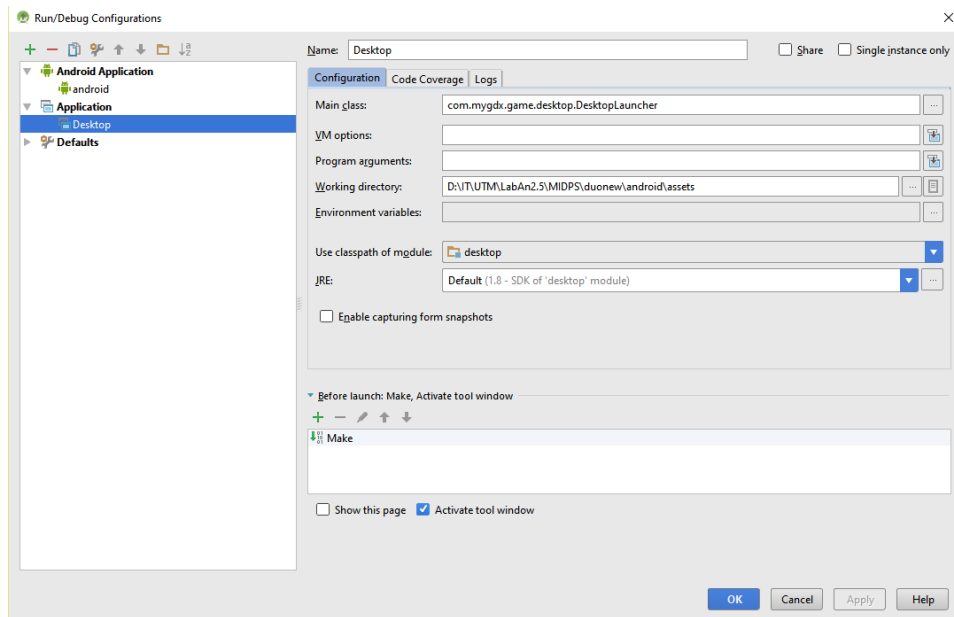 Run/Debug Configurations
Name: Desktop Share Single instance only
Android Application
android
Application
Desktop
Defaults
Configuration Code Coverage Logs
Main class: com.mygdx.game.desktop.DesktopLauncher ...
VM options:
Program arguments:
Working directory: D:\IT\UTM\LabAn2.5\MIDPS\duonew\android\assets ...
Environment variables: ...
Use classpath of module: desktop
JRE: Default (1.8 - SDK of 'desktop' module) ...
Enable capturing form snapshots
Before launch: Make, Activate tool window
Make
Show this page Activate tool window
OK Cancel Apply Help